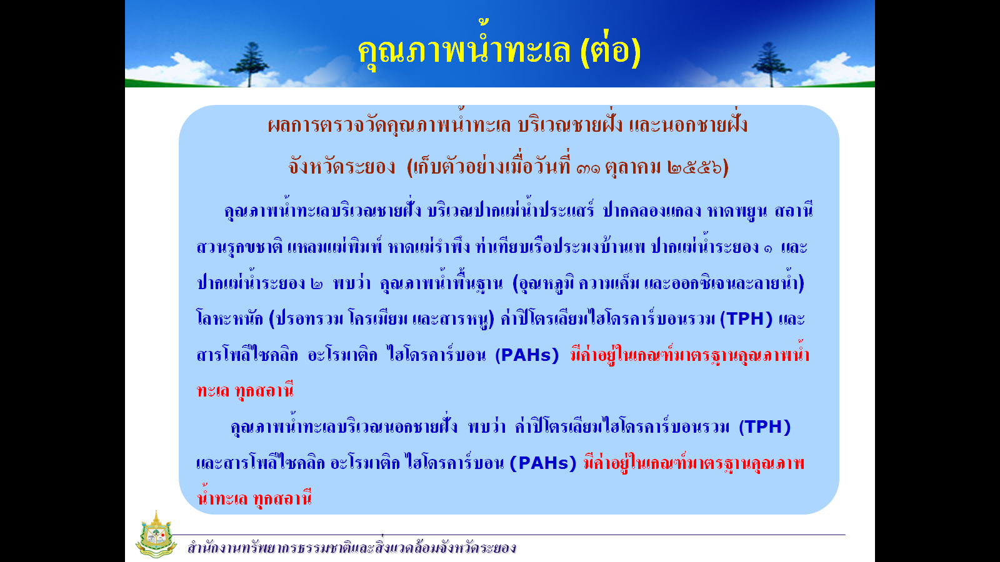 คุณภาพน้ำทะเล (ต่อ)
ผลการตรวจวัดคุณภาพน้ำทะเล บริเวณชายฝั่ง และนอกชายฝั่ง
จังหวัดระยอง (เก็บตัวอย่างเมื่อวันที่ ๓๑ ตุลาคม ๒๕๕๖)
คุณภาพน้ำทะเลบริเวณชายฝั่ง บริเวณปากแม่น้ำประแสร์ ปากคลองแกลง หาดพยูน สถานี
สวนรุกขชาติ แหลมแม่พิมพ์ หาดแม่รำพึง ท่าเทียบเรือประมงบ้านเพ ปากแม่น้ำระยอง ๑ และ
ปากแม่น้ำระยอง ๒ พบว่า คุณภาพน้ำพื้นฐาน (อุณหภูมิ ความเค็ม และออกซิเจนละลายน้ำ)
โลหะหนัก (ปรอทรวม โครเมียม และสารหนู) ค่าปิโตรเลียมไฮโดรคาร์บอนรวม (TPH) และ
สารโพลีไซคลิก อะโรมาติก ไฮโดรคาร์บอน (PAHs) มีค่าอยู่ในเกณฑ์มาตรฐานคุณภาพน้ำ
ทะเล ทุกสถานี
คุณภาพน้ำทะเลบริเวณนอกชายฝั่ง พบว่า ค่าปิโตรเลียมไฮโดรคาร์บอนรวม (TPH)
และสารโพลีไซคลิก อะโรมาติก ไฮโดรคาร์บอน (PAHs) มีค่าอยู่ในเกณฑ์มาตรฐานคุณภาพ
น้ำทะเล ทุกสถานี
สำนักงานทรัพยากรธรรมชาติและสิ่งแวดล้อมจังหวัดระยอง